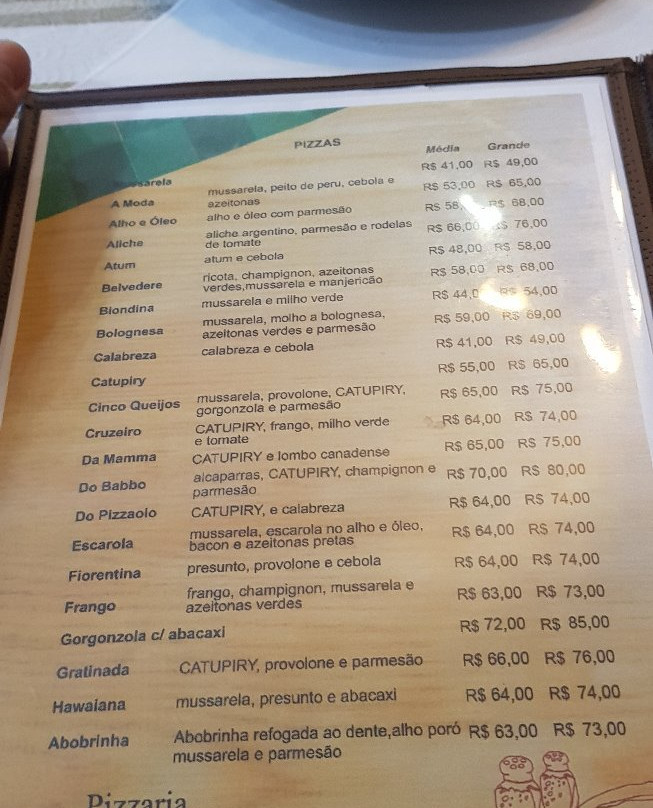 PIZZAS
Média Grande
R$ 41,00 R$ 49,00
A Moda mussarela, peito de peru, cebola e R$ 53,00 R$ 65,00
azeitonas
Alho e Óleo alho e óleo com parmesão R$ 58, R$ 68,00
Aliche aliche argentino, parmesão e rodelas R$ 66,00 R$ 76,00
de tomate
Atum atum e cebola R$ 48,00 R$ 58,00
Belvedere ricota, champignon, azeitonas R$ 58,00 R$ 68,00
verdes,mussarela e manjericão
Biondina mussarela e milho verde R$ 44,0 R$ 54,00
Bolognesa mussarela, molho a bolognesa, R$ 59,00 R$ 69,00
azeitonas verdes e parmesão
Calabreza calabreza e cebola R$ 41,00 R$ 49,00
Catupiry R$ 55,00 R$ 65,00
Cinco Queijos mussarela, provolone, CATUPIRY, R$ 65,00 R$ 75,00
gorgonzola e parmesão
Cruzeiro CATUPIRY, frango, milho verde R$ 64,00 R$ 74,00
e tomate
Da Mamma CATUPIRY e lombo canadense R$ 65,00 R$ 75,00
Do Babbo alcaparras, CATUPIRY, champignon e R$ 70,00 R$ 80,00
parmesão
Do Pizzaolo CATUPIRY, e calabreza R$ 64,00 R$ 74,00
Escarola mussarela, escarola no alho e óleo, R$ 64,00 R$ 74,00
bacon e azeitonas pretas
Fiorentina presunto, provolone e cebola R$ 64,00 R$ 74,00
Frango frango, champignon, mussarela e R$ 63,00 R$ 73,00
azeitonas verdes
Gorgonzola c/ abacaxi R$ 72,00 R$ 85,00
Gratinada CATUPIRY, provolone e parmesão R$ 66,00 R$ 76,00
Hawaiana mussarela, presunto e abacaxi R$ 64,00 R$ 74,00
Abobrinha Abobrinha refogada ao dente,alho poró R$ 63,00 R$ 73,00
mussarela e parmesão
Pizzaria